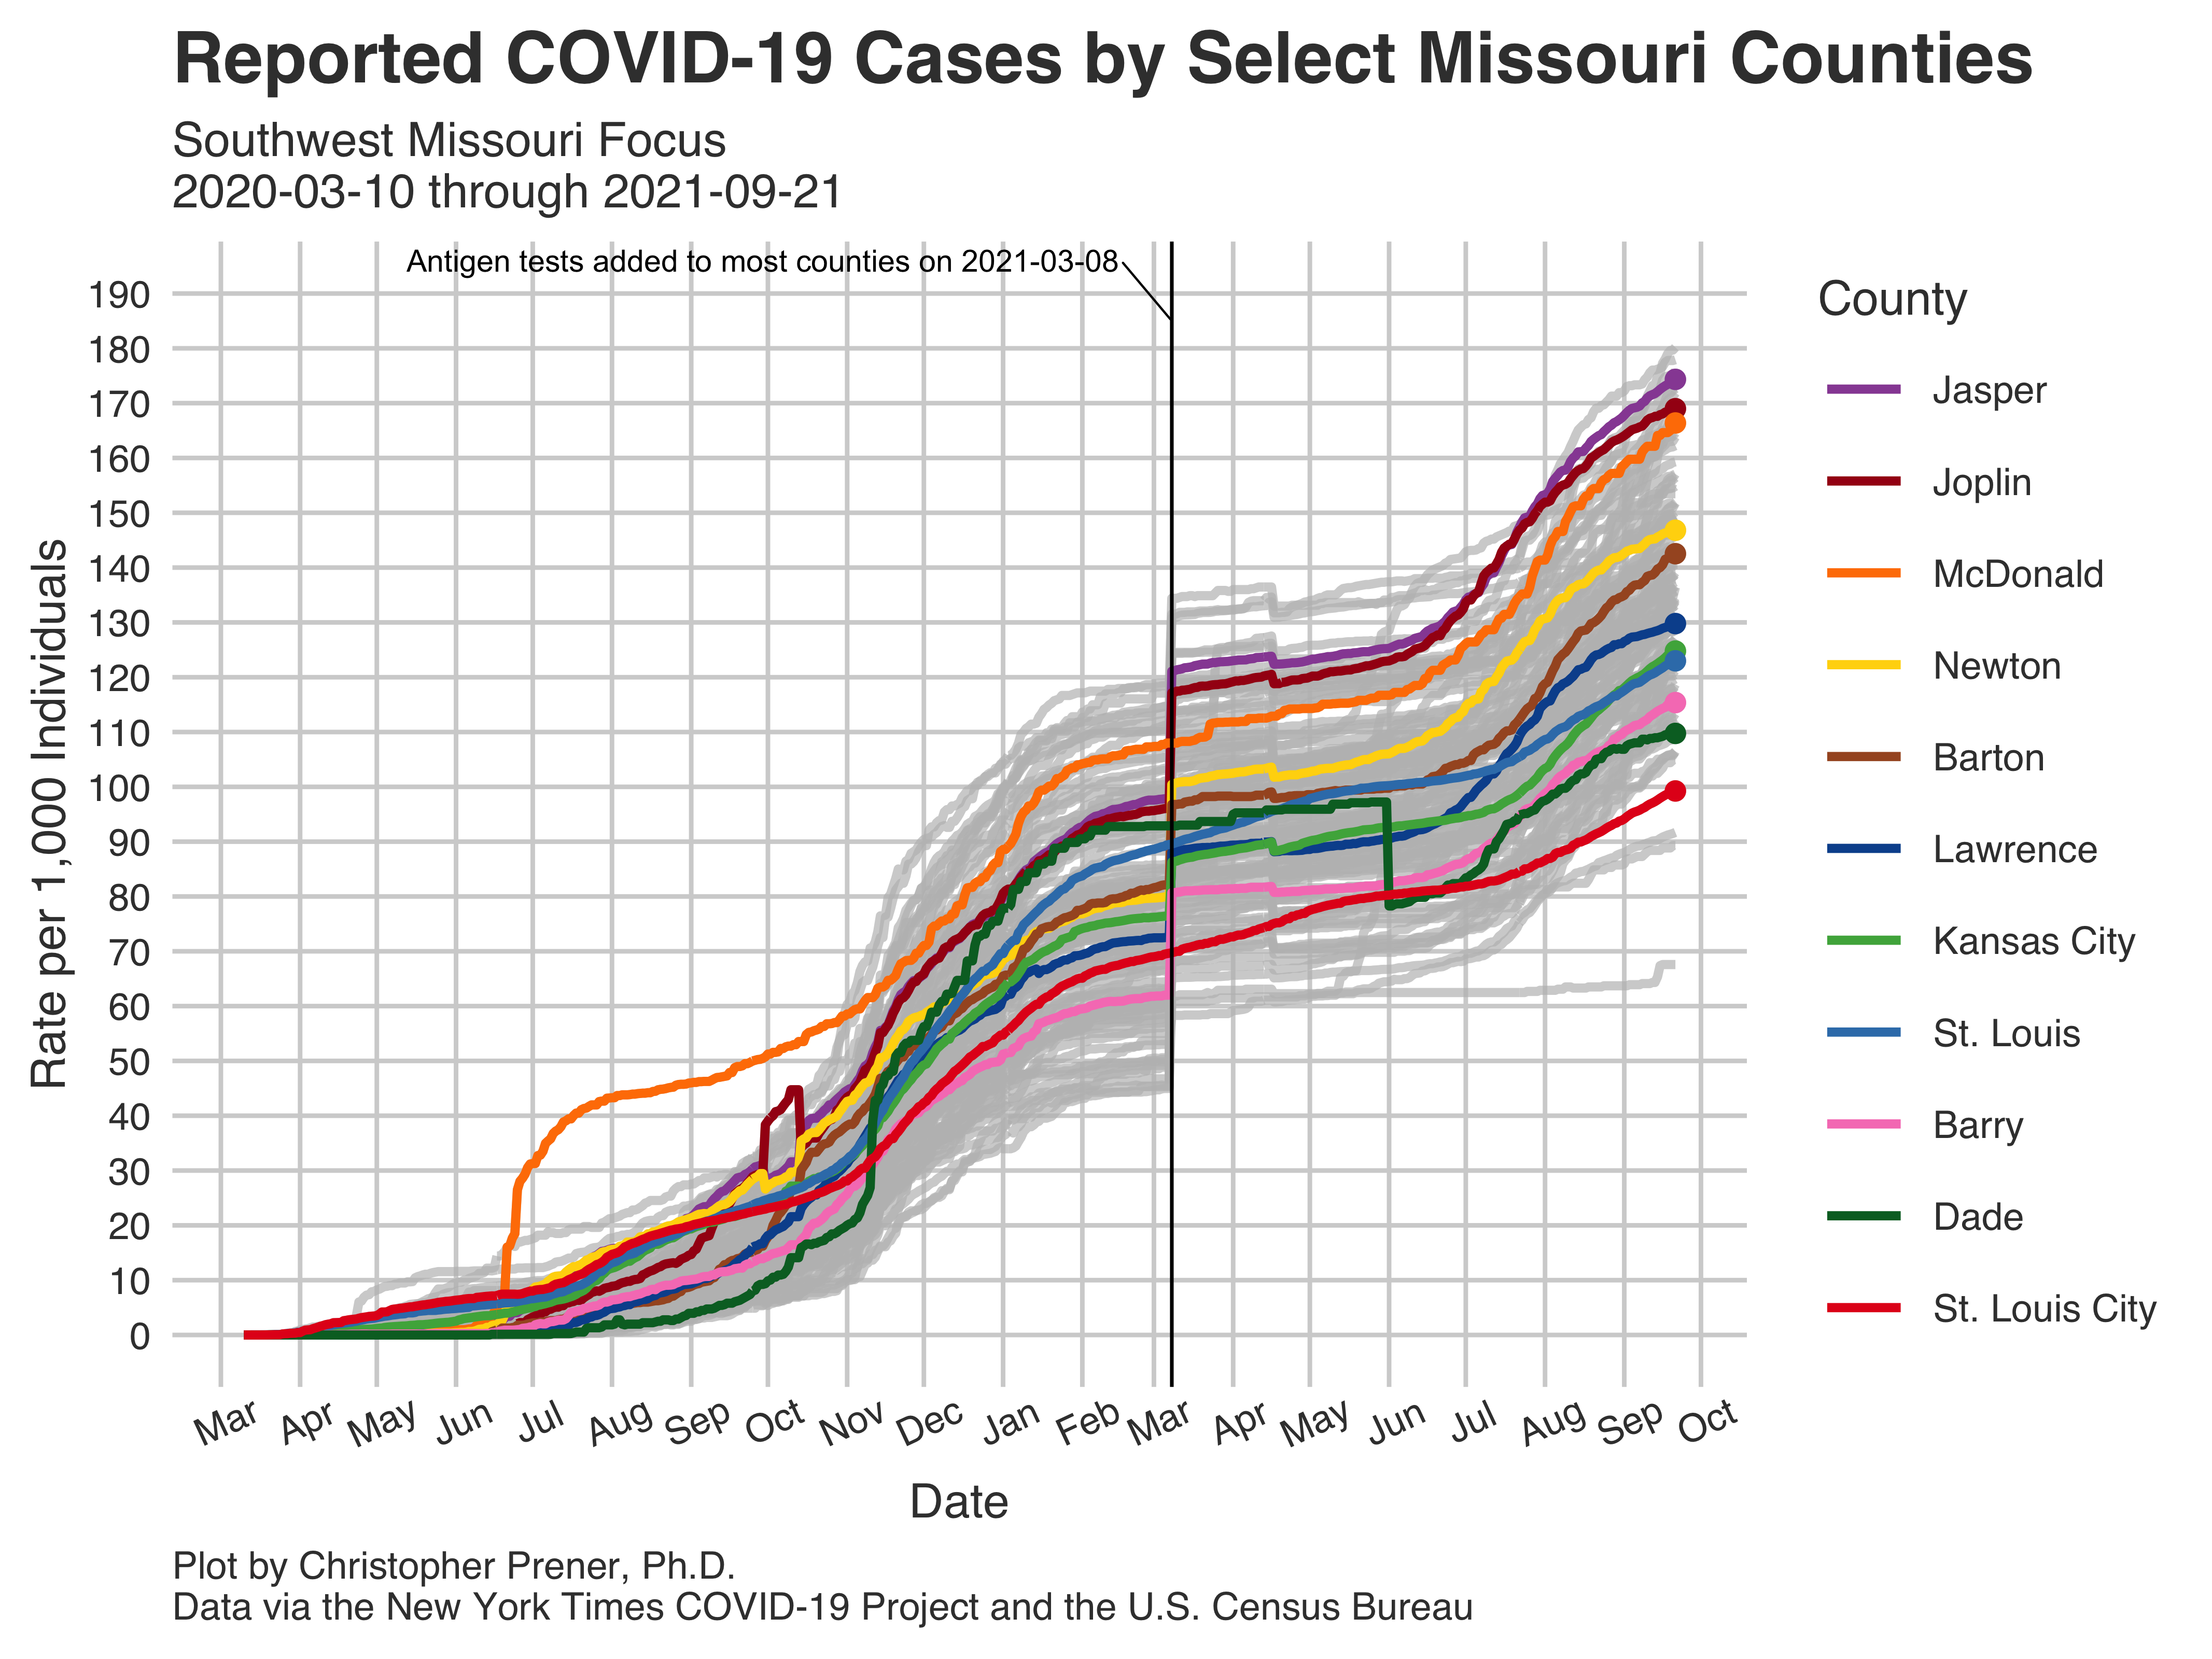 Reported COVID-19 Cases by Select Missouri Counties
Southwest Missouri Focus
2020-03-10 through 2021-09-21
Antigen tests added to most counties on 2021-03-08
190
180
170
160
150
140
130
120
110
100
90
80
70
60
50
40
30
20
10
0
Rate per 1,000 Individuals
Mar Apr May Jun Jul Aug Sep Oct Nov Dec Jan Feb Mar Apr May Jun Jul Aug Sep Oct
Date
County
Jasper
Joplin
McDonald
Newton
Barton
Lawrence
Kansas City
St. Louis
Barry
Dade
St. Louis City
Plot by Christopher Prener, Ph.D.
Data via the New York Times COVID-19 Project and the U.S. Census Bureau